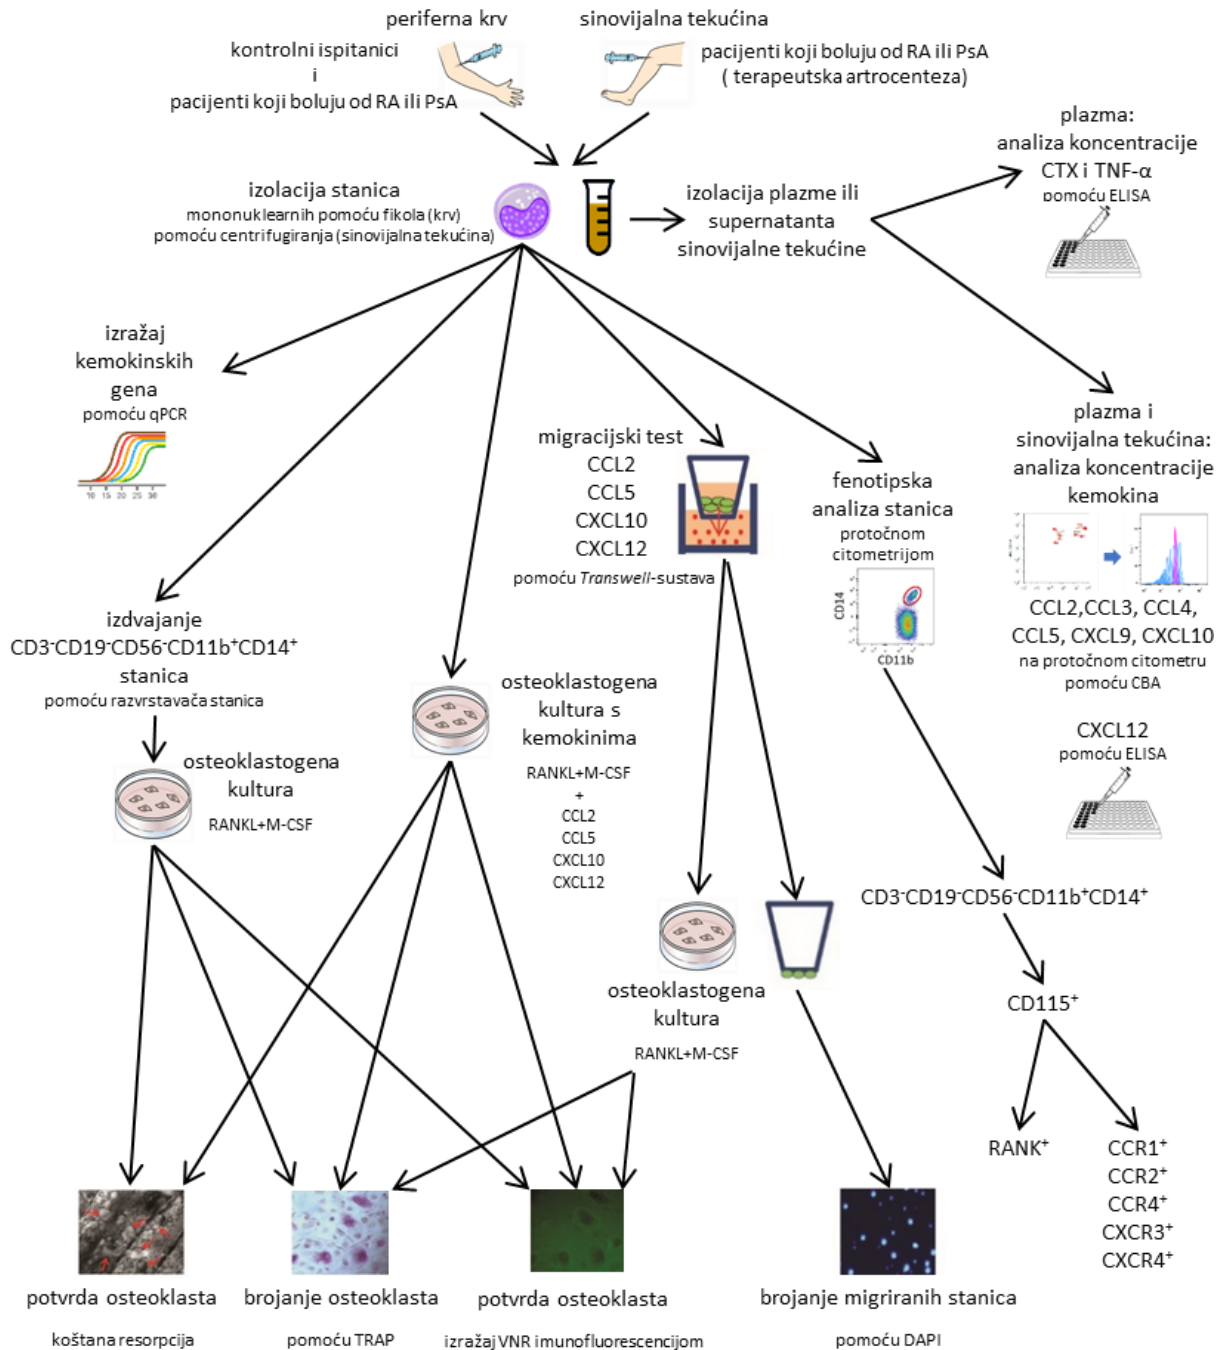 periferna krv
sinovijalna tekućina
kontrolni ispitanici
i
pacijenti koji boluju od RA ili PsA
pacijenti koji boluju od RA ili PsA
( terapeutska artrocenteza)
plazma:
analiza koncentracije
CTX i TNF-α
pomoću ELISA
izolacija stanica
mononuklearnih pomoću fikola (krv)
pomoću centrifugiranja (sinovijalna tekućina)
izolacija plazme ili
supernatanta
sinovijalne tekućine
izražaj
kemokinskih
gena
pomoću qPCR
10 15 20 25 30
migracijski test
CCL2
CCL5
CXCL10
CXCL12
pomoću Transwell-sustava
fenotipska
analiza stanica
protočnom
citometrijom
CD14
CD11b
plazma i
sinovijalna tekućina:
analiza koncentracije
kemokina
CCL2,CCL3, CCL4,
CCL5, CXCL9, CXCL10
na protočnom citometru
pomoću CBA
CXCL12
pomoću ELISA
izdvajanje
CD3⁻CD19⁻CD56⁻CD11b⁺CD14⁺
stanica
pomoću razvrstavača stanica
osteoklastogena
kultura
RANKL+M-CSF
osteoklastogena
kultura s
kemokinima
RANKL+M-CSF
+
CCL2
CCL5
CXCL10
CXCL12
osteoklastogena
kultura
RANKL+M-CSF
CD3⁻CD19⁻CD56⁻CD11b⁺CD14⁺
CD115⁺
RANK⁺
CCR1⁺
CCR2⁺
CCR4⁺
CXCR3⁺
CXCR4⁺
potvrda osteoklasta
koštana resorpcija
brojanje osteoklasta
pomoću TRAP
potvrda osteoklasta
izražaj VNR imunofluorescencijom
brojanje migriranih stanica
pomoću DAPI